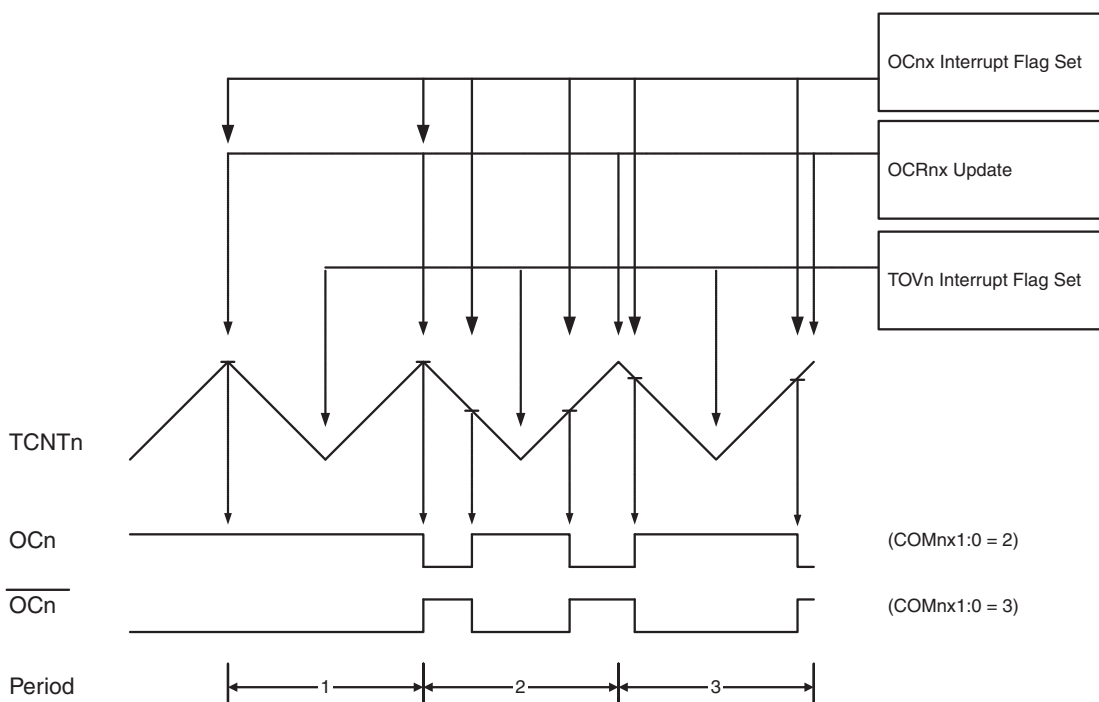 OCnx Interrupt Flag Set
OCRnx Update
TOVn Interrupt Flag Set
TCNTn
OCn
(COMnx1:0 = 2)
OCn
(COMnx1:0 = 3)
Period
1
2
3